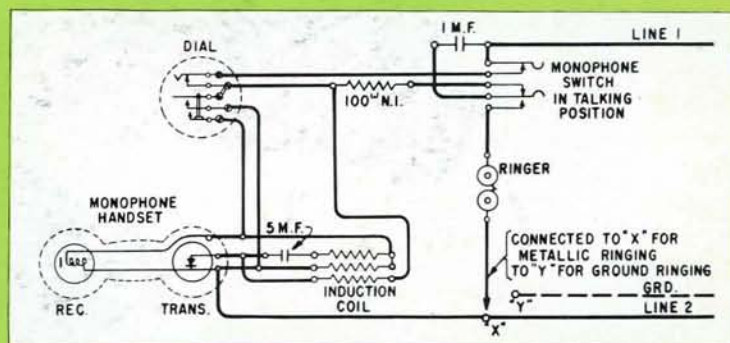 1 M.F.
LINE 1
DIAL
MONOPHONE
SWITCH
IN TALKING
POSITION
100ω N.I.
RINGER
MONOPHONE
HANDSET
5 M.F.
CONNECTED TO "X" FOR
METALLIC RINGING
TO "Y" FOR GROUND RINGING
GRD.
"Y"
LINE 2
"X"
INDUCTION
COIL
REC.
TRANS.